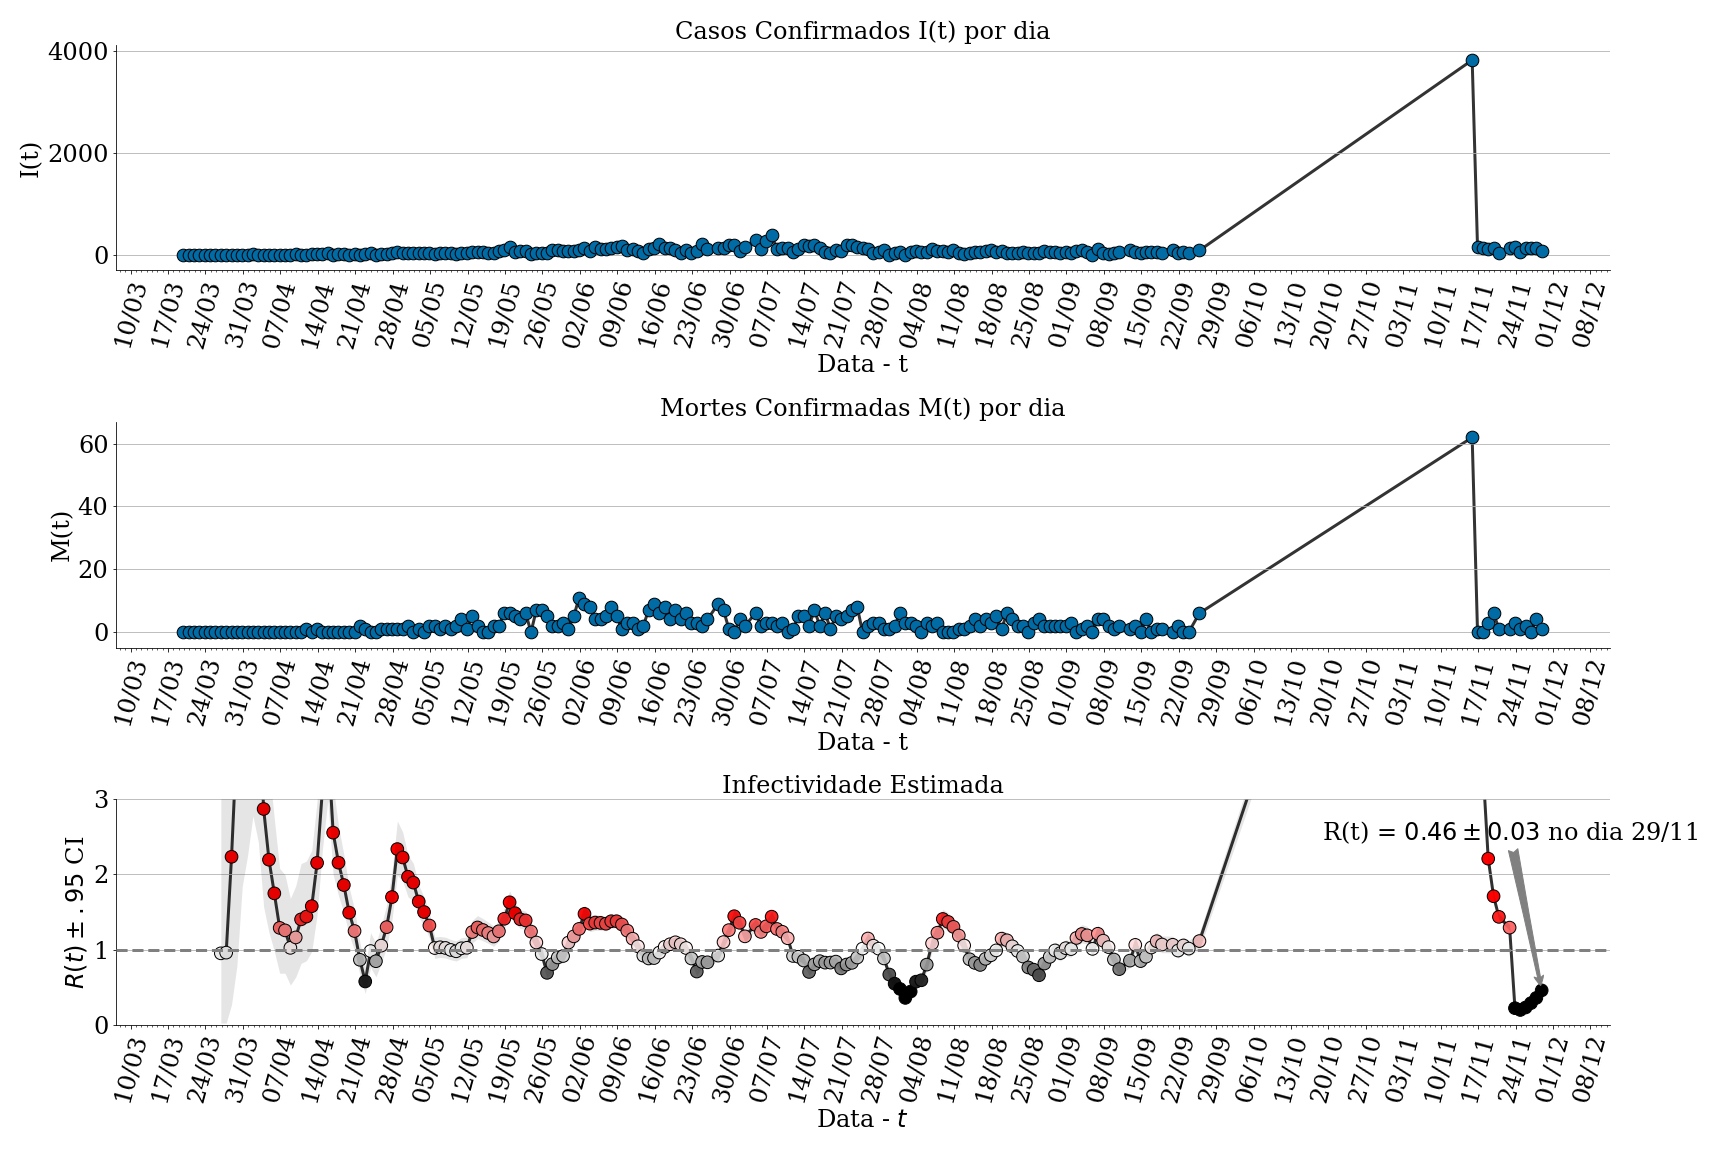 Casos Confirmados I(t) por dia
4000
2000
0
I(t)
10/03 17/03 24/03 31/03 07/04 14/04 21/04 28/04 05/05 12/05 19/05 26/05 02/06 09/06 16/06 23/06 30/06 07/07 14/07 21/07 28/07 04/08 11/08 18/08 25/08 01/09 08/09 15/09 22/09 29/09 06/10 13/10 20/10 27/10 03/11 10/11 17/11 24/11 01/12 08/12
Data - t
Mortes Confirmadas M(t) por dia
60
40
20
0
M(t)
10/03 17/03 24/03 31/03 07/04 14/04 21/04 28/04 05/05 12/05 19/05 26/05 02/06 09/06 16/06 23/06 30/06 07/07 14/07 21/07 28/07 04/08 11/08 18/08 25/08 01/09 08/09 15/09 22/09 29/09 06/10 13/10 20/10 27/10 03/11 10/11 17/11 24/11 01/12 08/12
Data - t
Infectividade Estimada
3
2
1
0
R(t) ± .95 CI
R(t) = 0.46 ± 0.03 no dia 29/11
10/03 17/03 24/03 31/03 07/04 14/04 21/04 28/04 05/05 12/05 19/05 26/05 02/06 09/06 16/06 23/06 30/06 07/07 14/07 21/07 28/07 04/08 11/08 18/08 25/08 01/09 08/09 15/09 22/09 29/09 06/10 13/10 20/10 27/10 03/11 10/11 17/11 24/11 01/12 08/12
Data - t